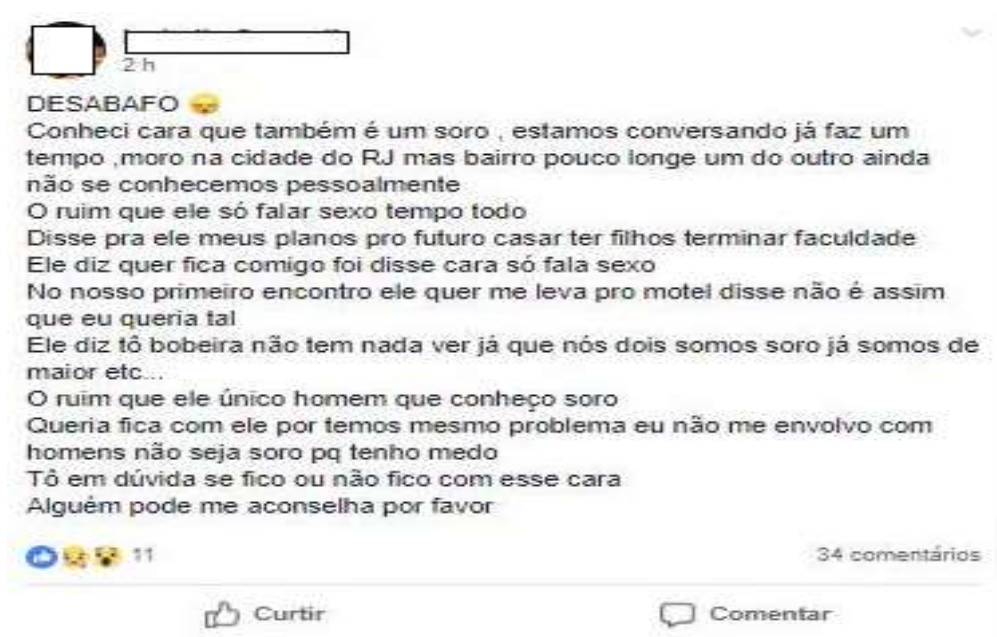 2 h
DESABAFO
Conheci cara que também é um soro , estamos conversando já faz um
tempo ,moro na cidade do RJ mas bairro pouco longe um do outro ainda
não se conhecemos pessoalmente
O ruim que ele só falar sexo tempo todo
Disse pra ele meus planos pro futuro casar ter filhos terminar faculdade
Ele diz quer fica comigo foi disse cara só fala sexo
No nosso primeiro encontro ele quer me leva pro motel disse não é assim
que eu queria tal
Ele diz tô bobeira não tem nada ver já que nós dois somos soro já somos de
maior etc...
O ruim que ele único homem que conheço soro
Queria fica com ele por temos mesmo problema eu não me envolvo com
homens não seja soro pq tenho medo
Tô em dúvida se fico ou não fico com esse cara
Alguém pode me aconselha por favor
11
34 comentários
Curtir
Comentar